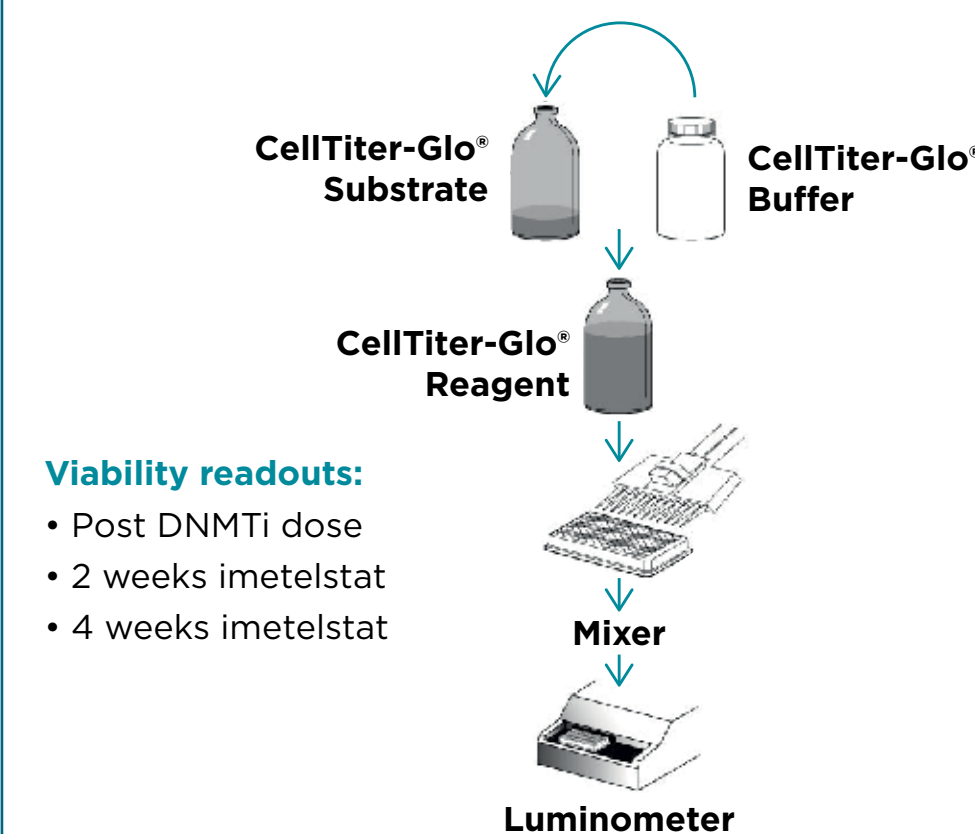 CellTiter-Glo®
Substrate
CellTiter-Glo®
Buffer
CellTiter-Glo®
Reagent
Viability readouts:
• Post DNMTi dose
• 2 weeks imetelstat
• 4 weeks imetelstat
Mixer
Luminometer